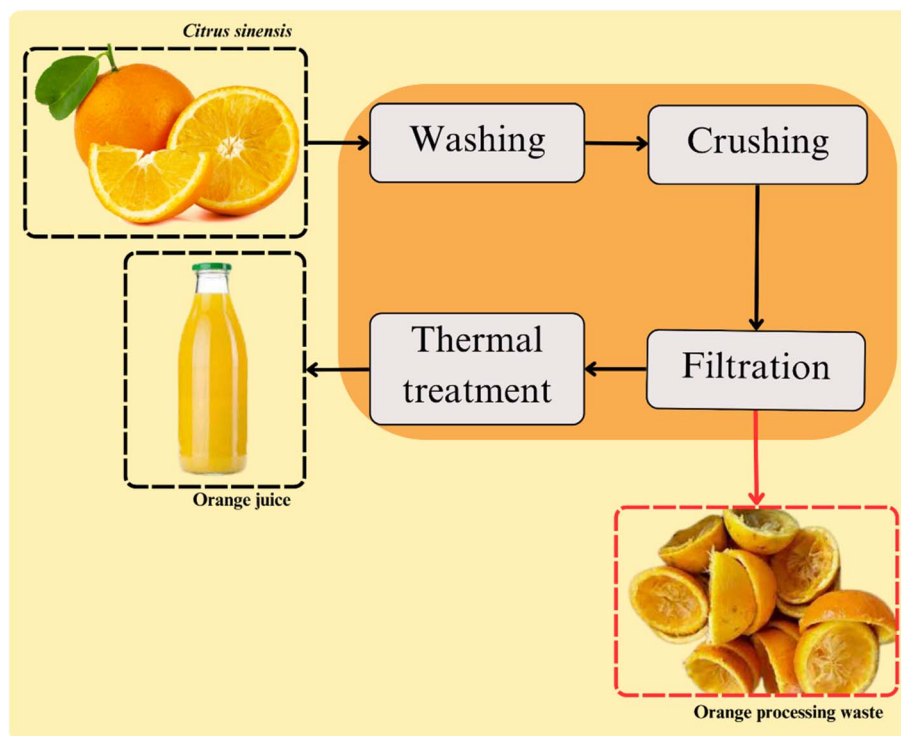 Citrus sinensis
Washing
Crushing
Thermal
treatment
Filtration
Orange juice
Orange processing waste